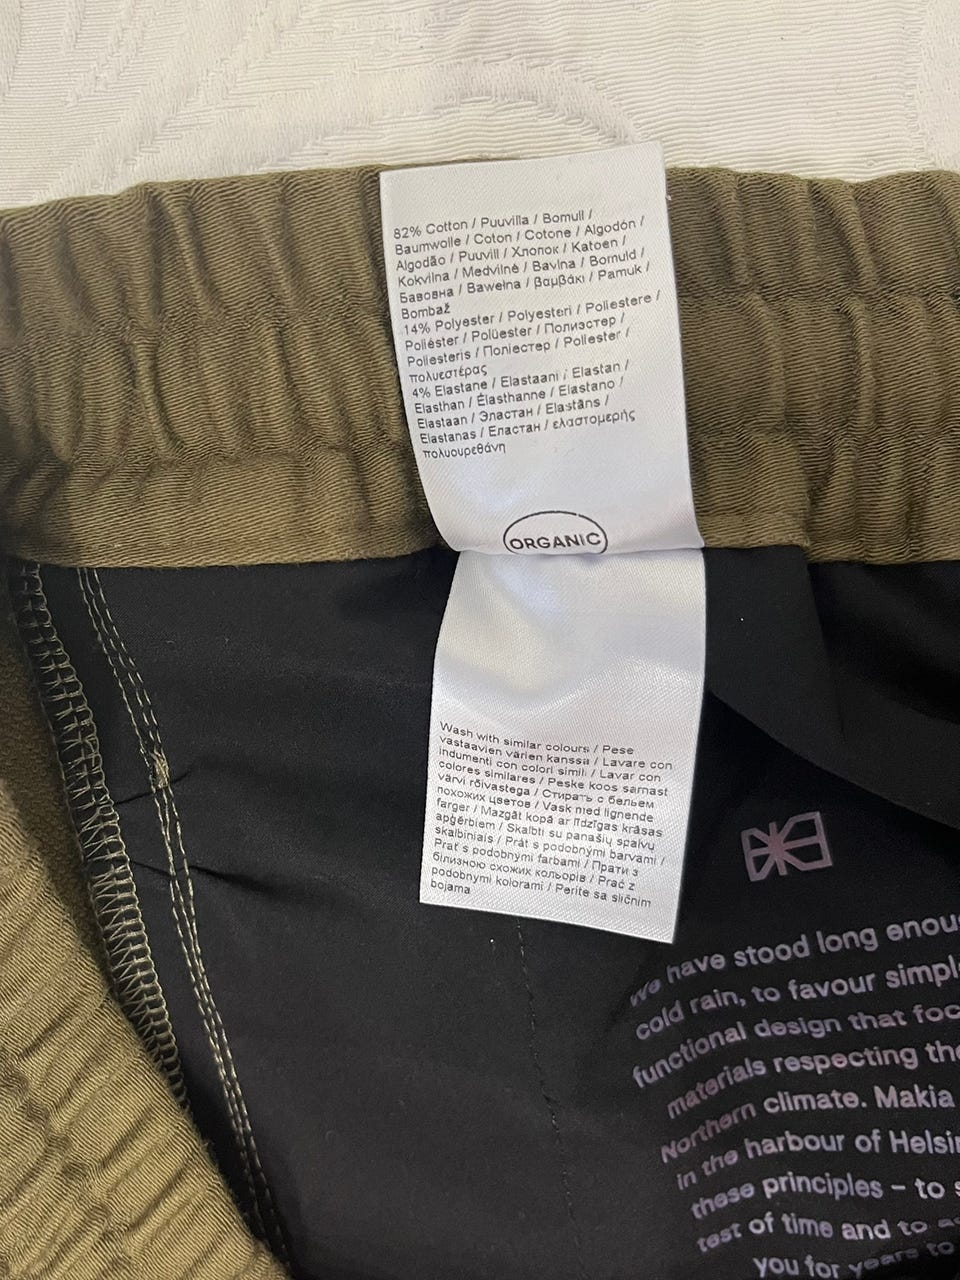 82% Cotton / Puuvilla / Bomull /
Baumwolle / Coton / Cotone / Algodón /
Algodão / Puuvill / Хлопок / Katoen /
Kokvilna / Medvilnė / Bavlna / Bomuld /
Бавовна / Bawełna / Βαμβάκι / Pamuk /
Bombaž
14% Polyester / Polyesteri / Poliestere /
Poliéster / Polüester / Полиэстер /
Poliesteris / Поліестер / Poliester /
πολυεστέρας
4% Elastane / Elastaani / Elastan /
Elasthan / Élasthanne / Elastano /
Elastaan / Эластан / Elastāns /
Elastanas / Еластан / ελαστομερής
πολυουρεθάνη
ORGANIC
Wash with similar colours / Pese
vastaavien värien kanssa / Lavare con
indumenti con colori simili / Lavar con
colores similares / Peske koos sarnast
värvi rõivastega / Стирать с бельем
похожих цветов / Vask med lignende
farger / Mazgāt kopā ar līdzīgas krāsas
apģērbiem / Skalbti su panašių spalvų
skalbiniais / Prát s podobnými barvami /
Prať s podobnými farbami / Прати з
білизною схожих кольорів / Prać z
podobnymi kolorami / Perite sa sličnim
bojama
We have stood long enou
cold rain, to favour simpl
functional design that foc
materials respecting the
Northern climate. Makia
in the harbour of Helsin
these principles – to s
test of time and to
you for years to